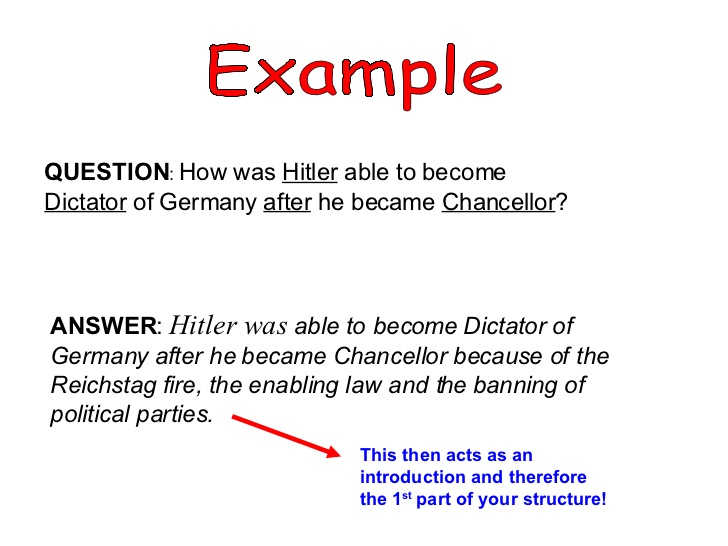 Example
QUESTION: How was Hitler able to become
Dictator of Germany after he became Chancellor?
ANSWER: Hitler was able to become Dictator of
Germany after he became Chancellor because of the
Reichstag fire, the enabling law and the banning of
political parties.
This then acts as an
introduction and therefore
the 1st part of your structure!